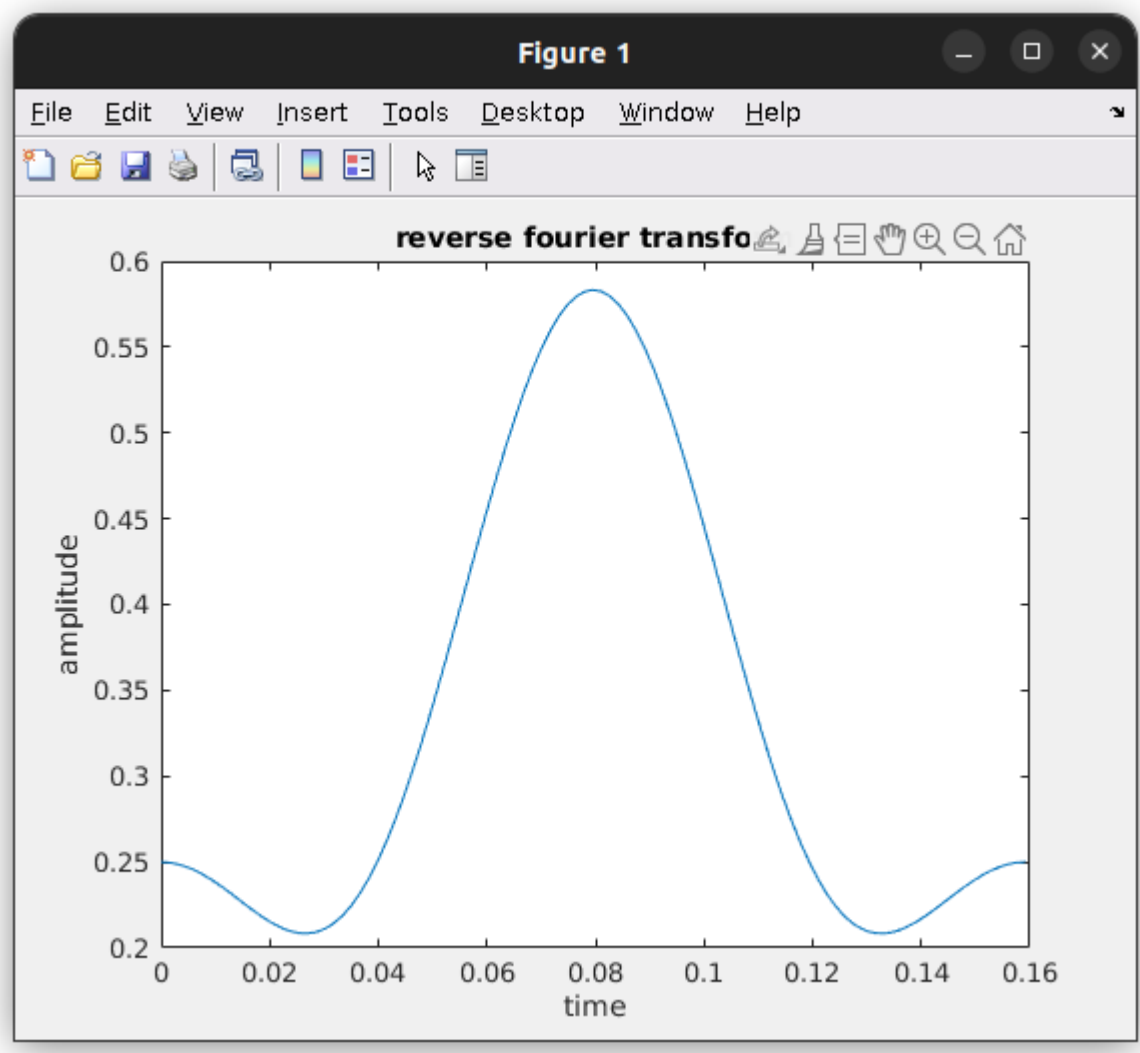 Figure 1
File Edit View Insert Tools Desktop Window Help
reverse fourier transfo
0.6
0.55
0.5
0.45
0.4
0.35
0.3
0.25
0.2
amplitude
0 0.02 0.04 0.06 0.08 0.1 0.12 0.14 0.16
time